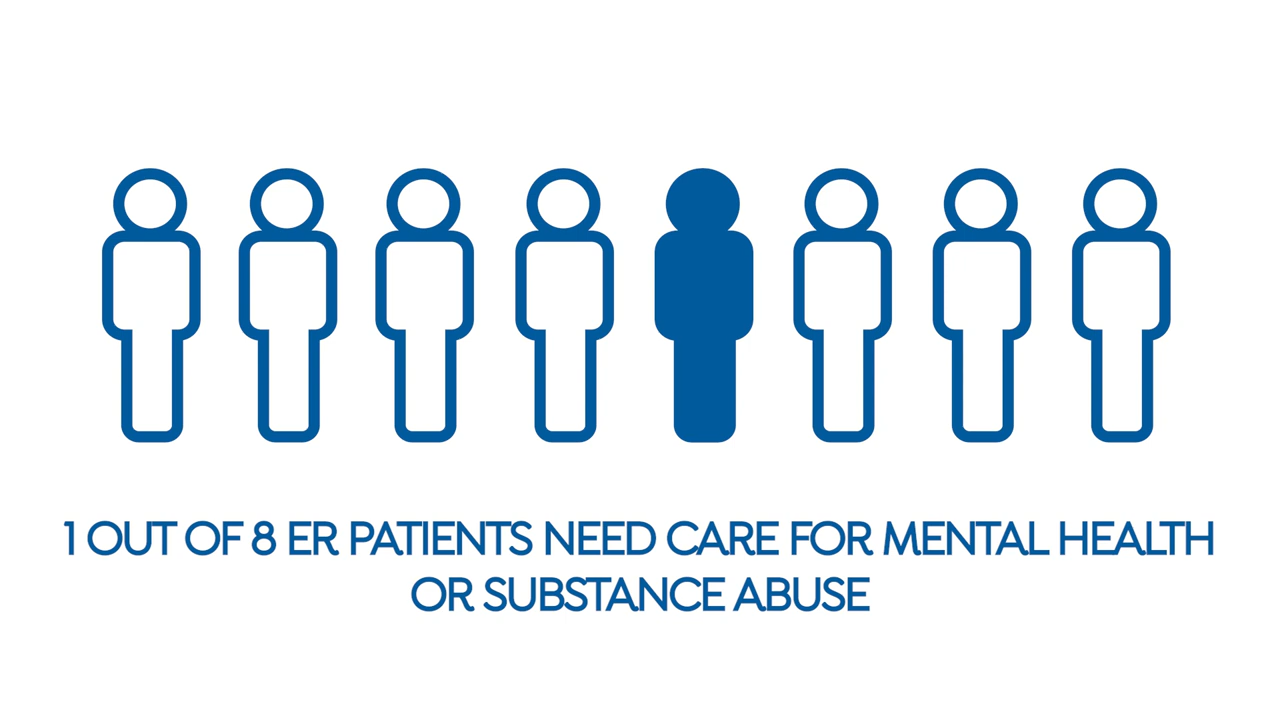 1 OUT OF 8 ER PATIENTS NEED CARE FOR MENTAL HEALTH
OR SUBSTANCE ABUSE